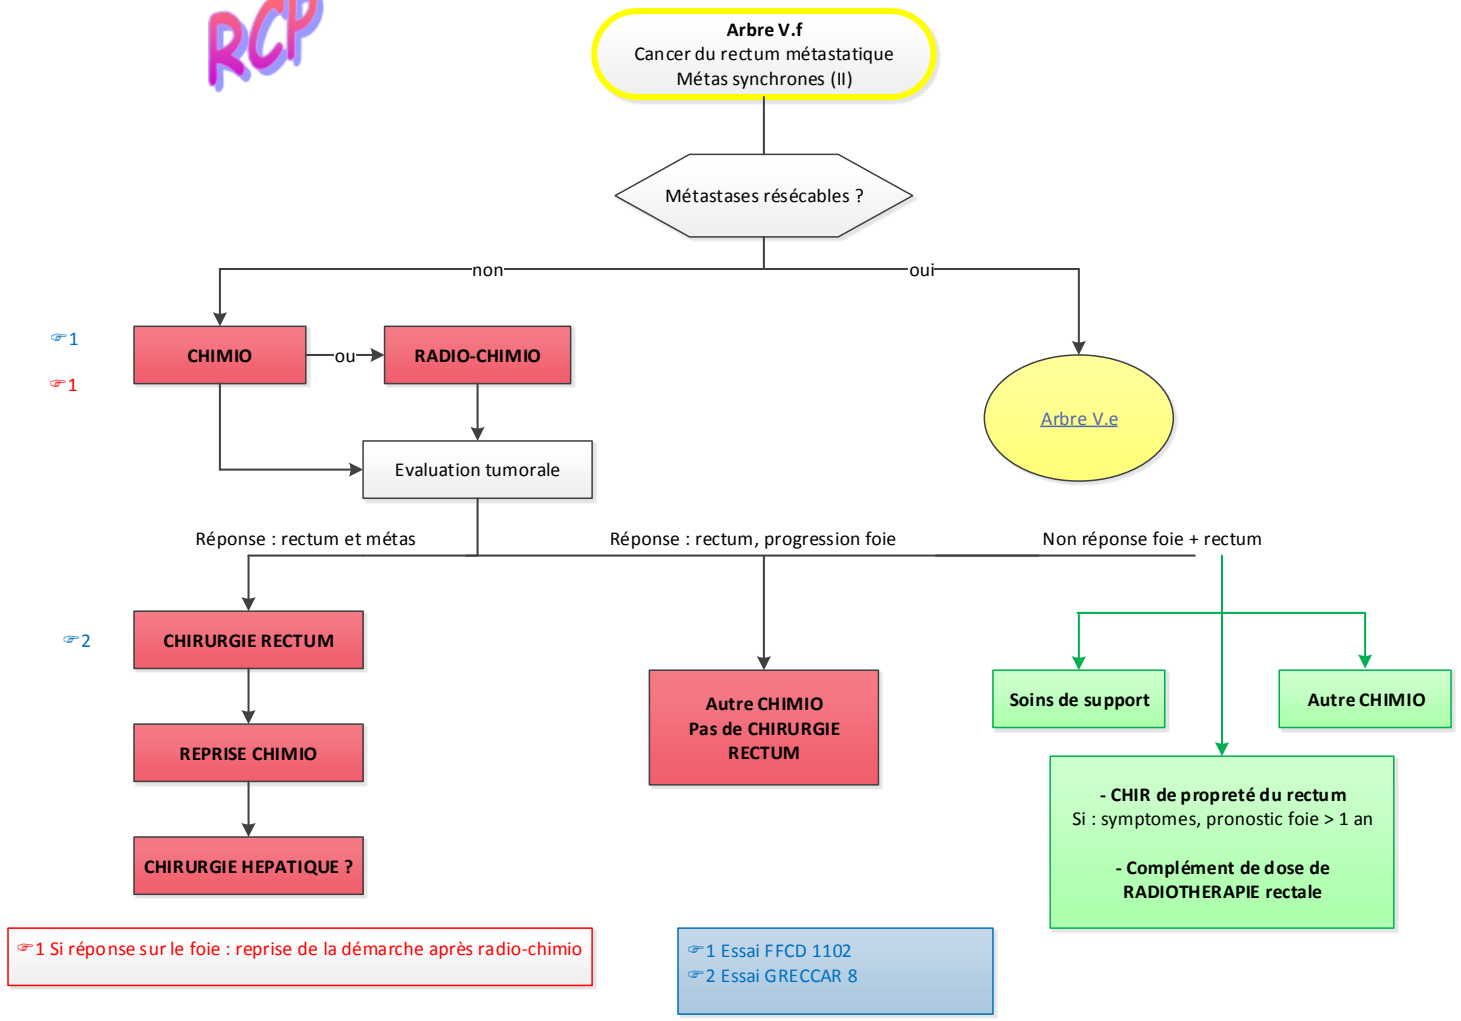 RCP
Arbre V.f
Cancer du rectum métastatique
Métas synchrones (II)
Métastases résécables ?
non
oui
☞1
☞1
CHIMIO
ou
RADIO-CHIMIO
Arbre V.e
Evaluation tumorale
Réponse : rectum et métas
Réponse : rectum, progression foie
Non réponse foie + rectum
☞2
CHIRURGIE RECTUM
REPRISE CHIMIO
CHIRURGIE HEPATIQUE ?
Autre CHIMIO
Pas de CHIRURGIE
RECTUM
Soins de support
Autre CHIMIO
- CHIR de propreté du rectum
Si : symptomes, pronostic foie > 1 an
- Complément de dose de
RADIOTHERAPIE rectale
☞1 Si réponse sur le foie : reprise de la démarche après radio-chimio
☞1 Essai FFCD 1102
☞2 Essai GRECCAR 8